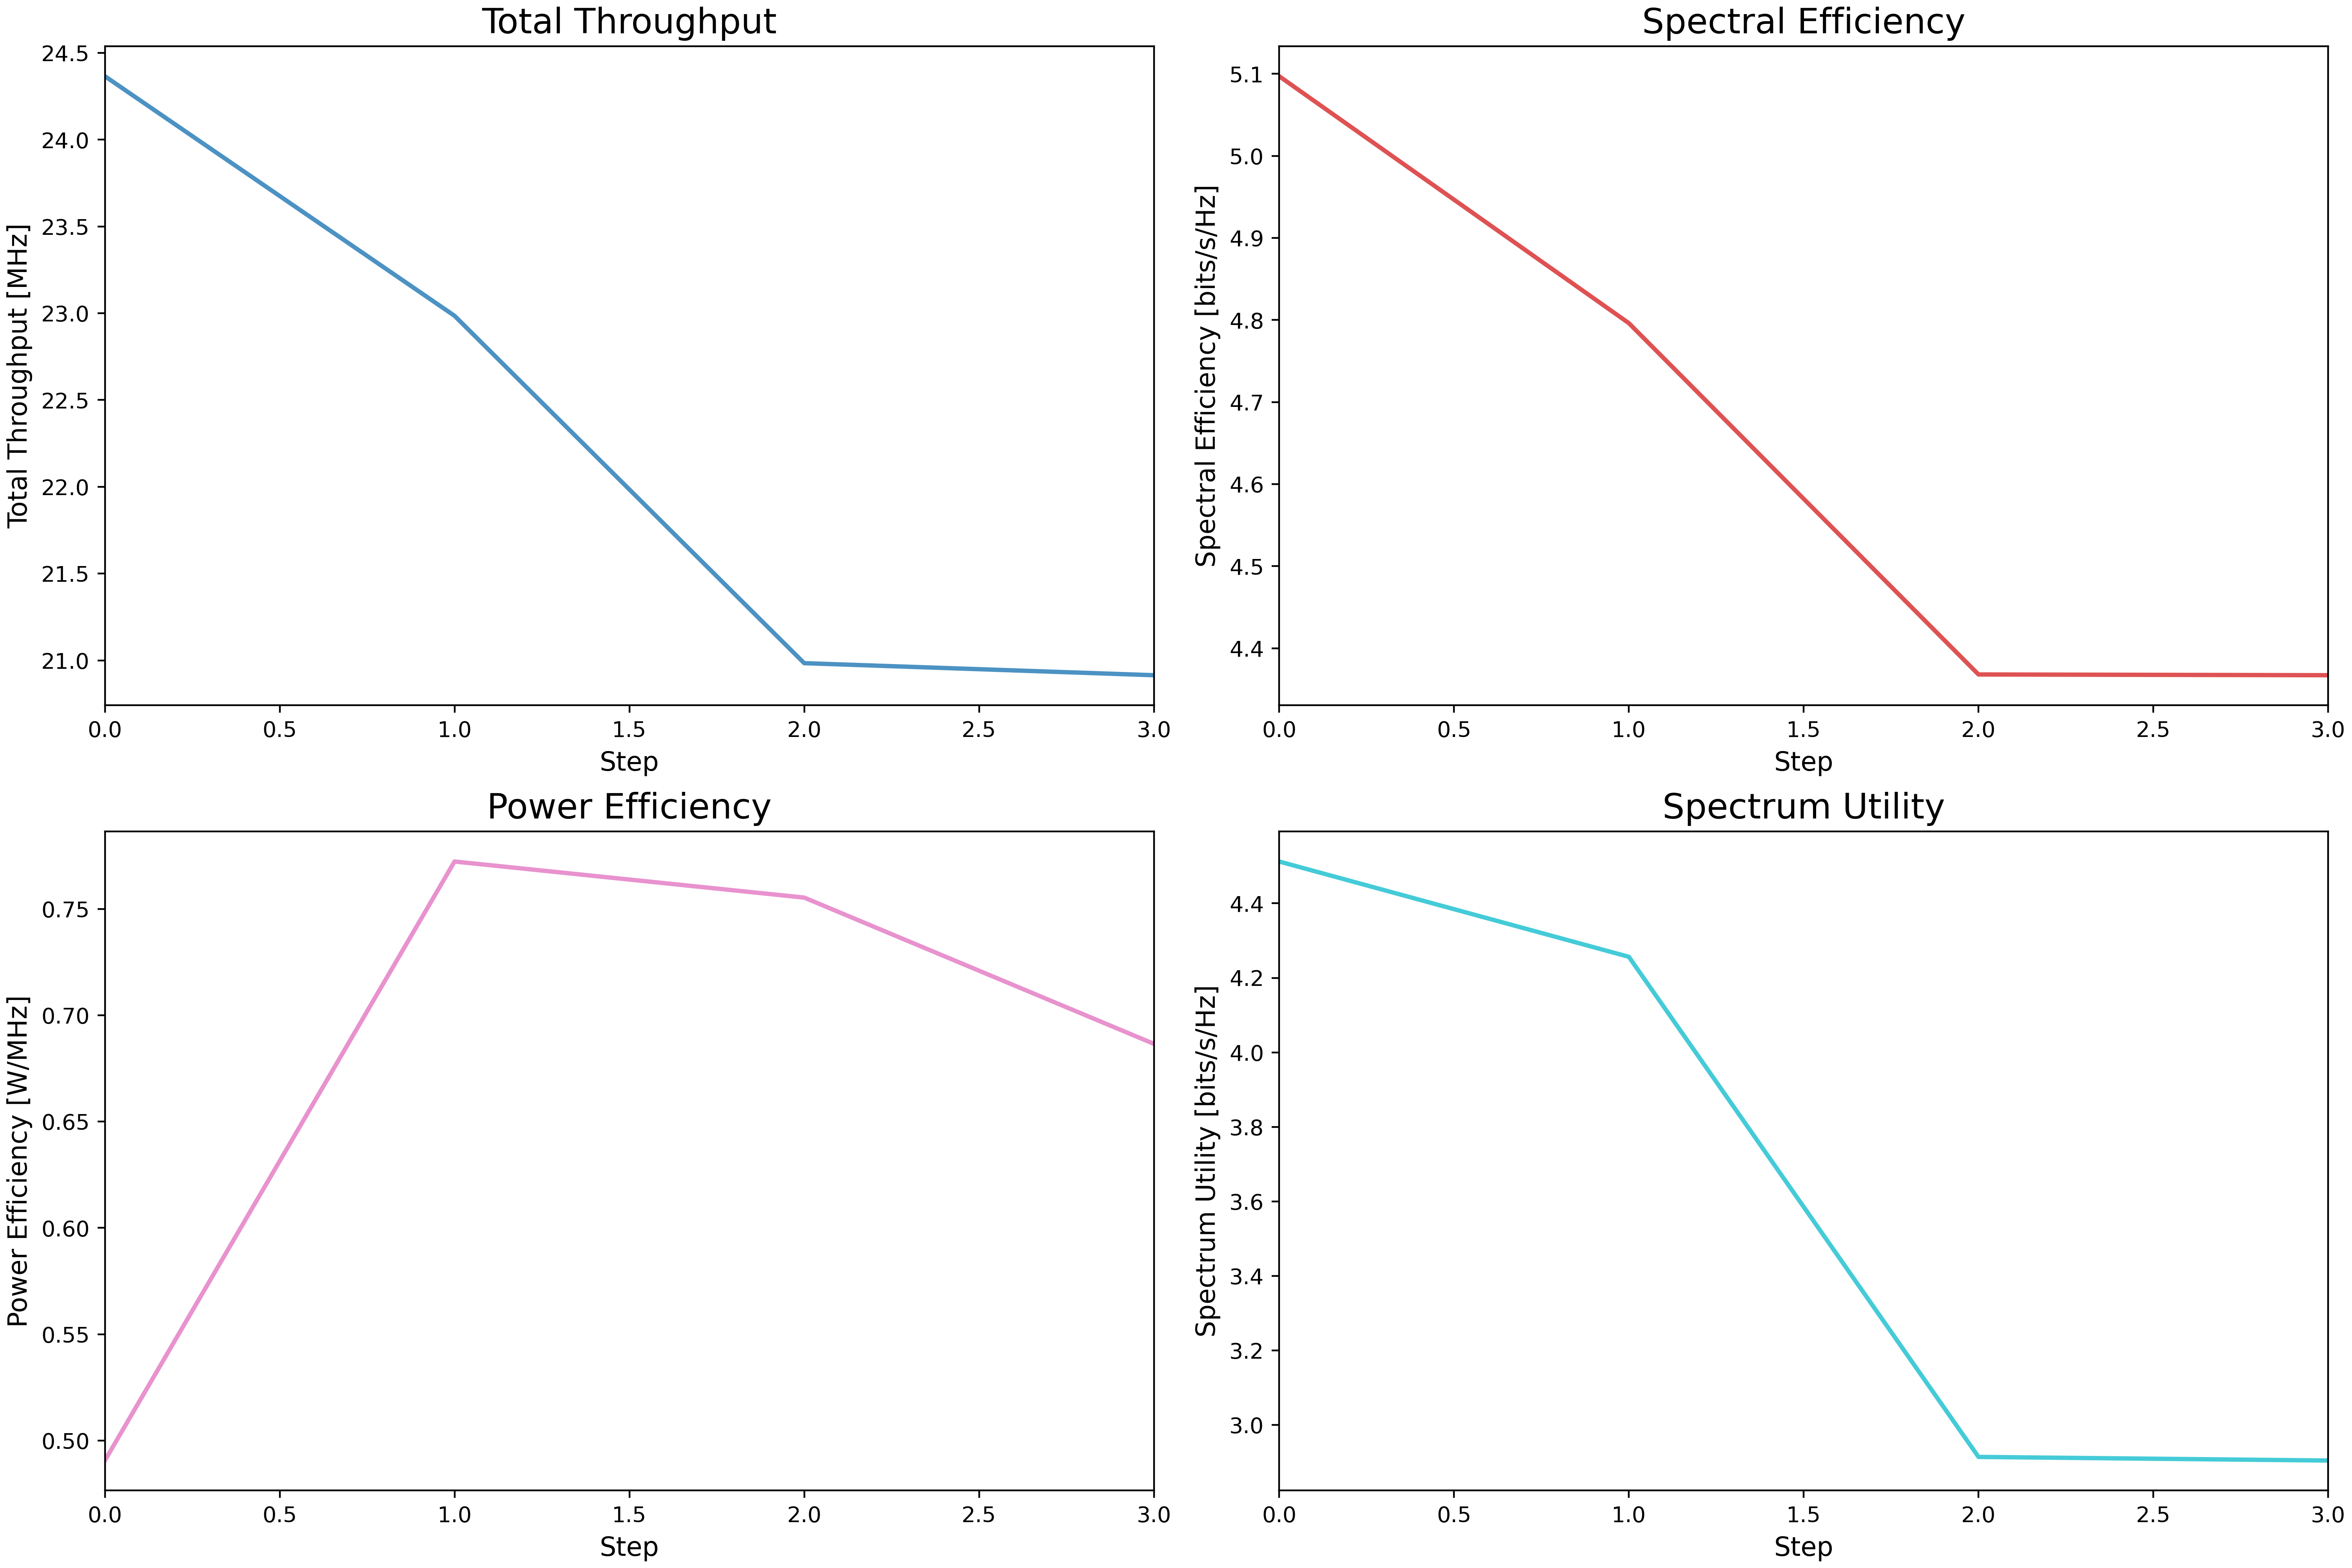 Total Throughput
Total Throughput [MHz]
24.5
24.0
23.5
23.0
22.5
22.0
21.5
21.0
0.0 0.5 1.0 1.5 2.0 2.5 3.0
Step
Spectral Efficiency
Spectral Efficiency [bits/s/Hz]
5.1
5.0
4.9
4.8
4.7
4.6
4.5
4.4
0.0 0.5 1.0 1.5 2.0 2.5 3.0
Step
Power Efficiency
Power Efficiency [W/MHz]
0.75
0.70
0.65
0.60
0.55
0.50
0.0 0.5 1.0 1.5 2.0 2.5 3.0
Step
Spectrum Utility
Spectrum Utility [bits/s/Hz]
4.4
4.2
4.0
3.8
3.6
3.4
3.2
3.0
0.0 0.5 1.0 1.5 2.0 2.5 3.0
Step